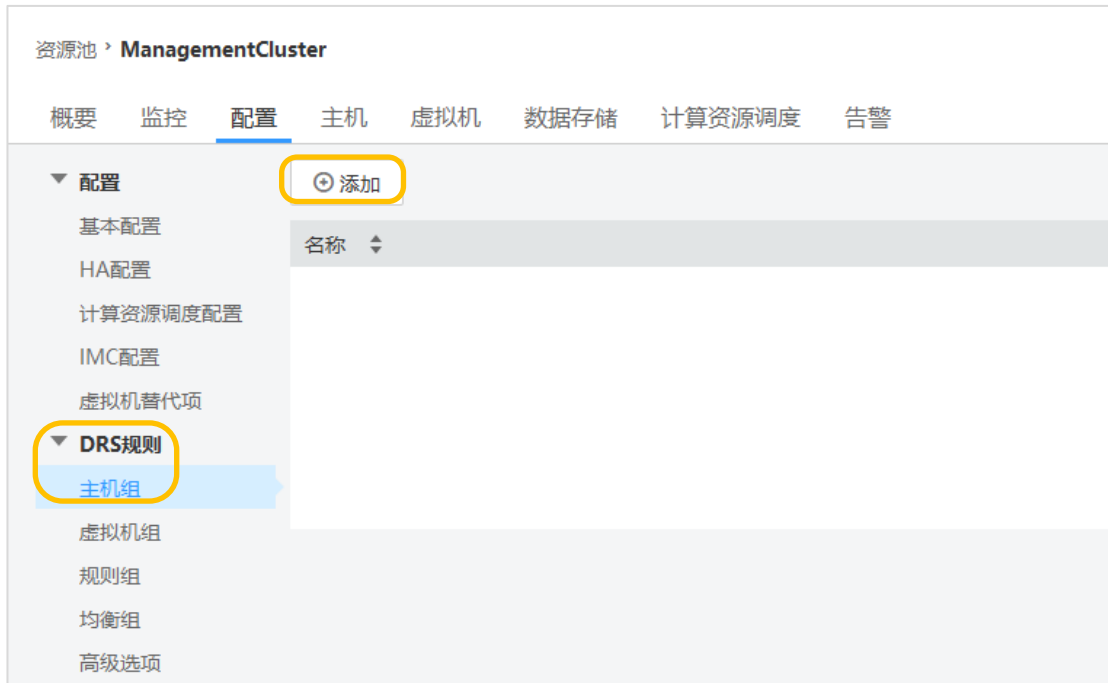 资源池 > ManagementCluster
概要 监控 配置 主机 虚拟机 数据存储 计算资源调度 告警
配置
添加
基本配置
名称
HA配置
计算资源调度配置
IMC配置
虚拟机替代项
DRS规则
主机组
虚拟机组
规则组
均衡组
高级选项